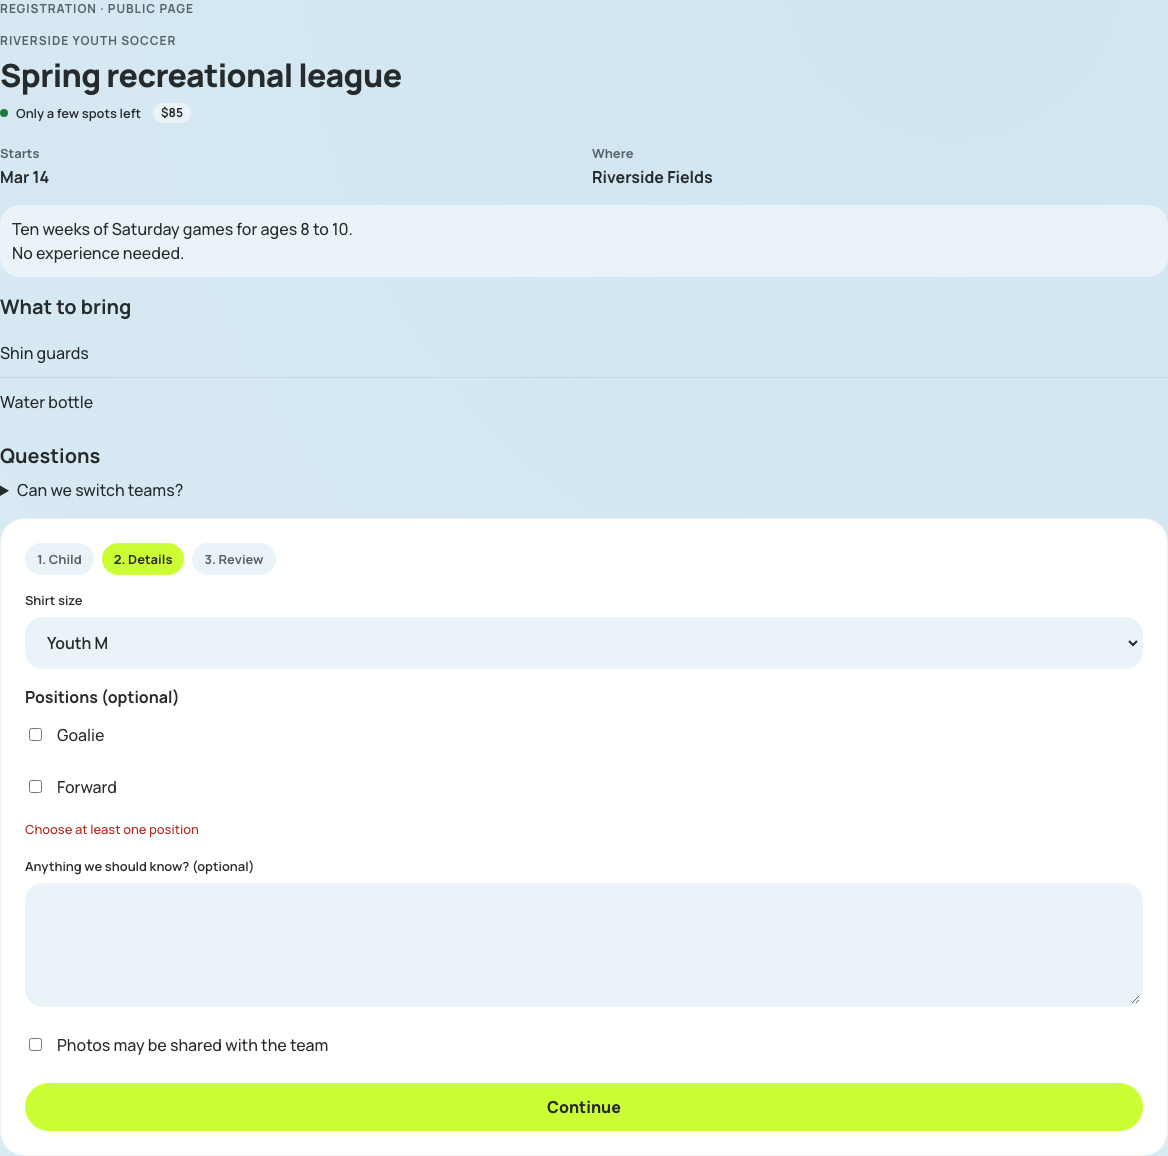 REGISTRATION · PUBLIC PAGE
RIVERSIDE YOUTH SOCCER
Spring recreational league
Only a few spots left $85
Starts
Mar 14
Where
Riverside Fields
Ten weeks of Saturday games for ages 8 to 10.
No experience needed.
What to bring
Shin guards
Water bottle
Questions
Can we switch teams?
1. Child 2. Details 3. Review
Shirt size
Youth M
Positions (optional)
Goalie
Forward
Choose at least one position
Anything we should know? (optional)
Photos may be shared with the team
Continue